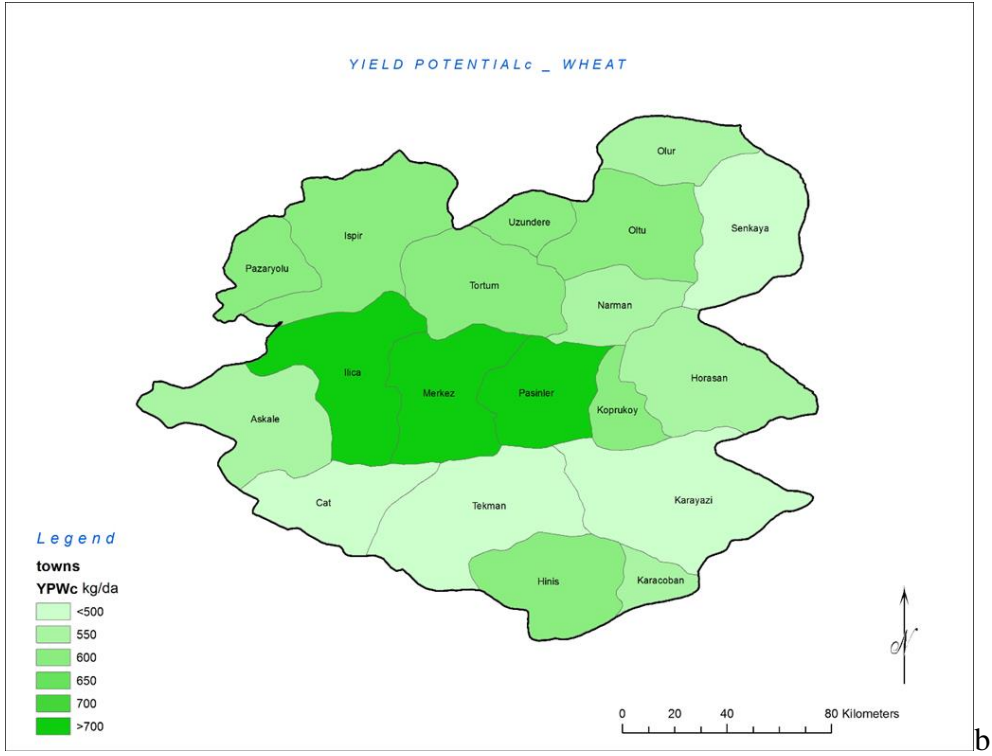 YIELD POTENTIALc _ WHEAT
Olur
Ispir
Uzundere
Oltu
Senkaya
Pazaryolu
Tortum
Narman
Ilica
Merkez
Pasinler
Koprukoy
Horasan
Askale
Cat
Tekman
Karayazi
Hinis
Karacoban
Legend
towns
YPWc kg/da
<500
550
600
650
700
>700
N
0 20 40 80 Kilometers
b